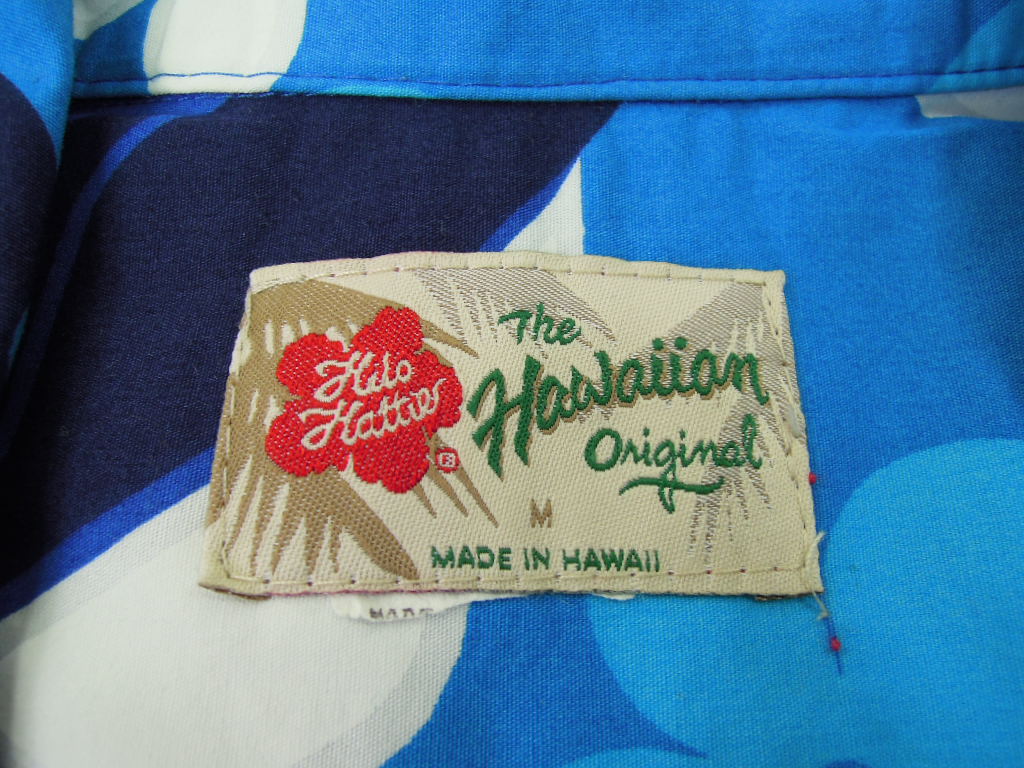 Hilo
Hattie
®
The
Hawaiian
Original
M
MADE IN HAWAII